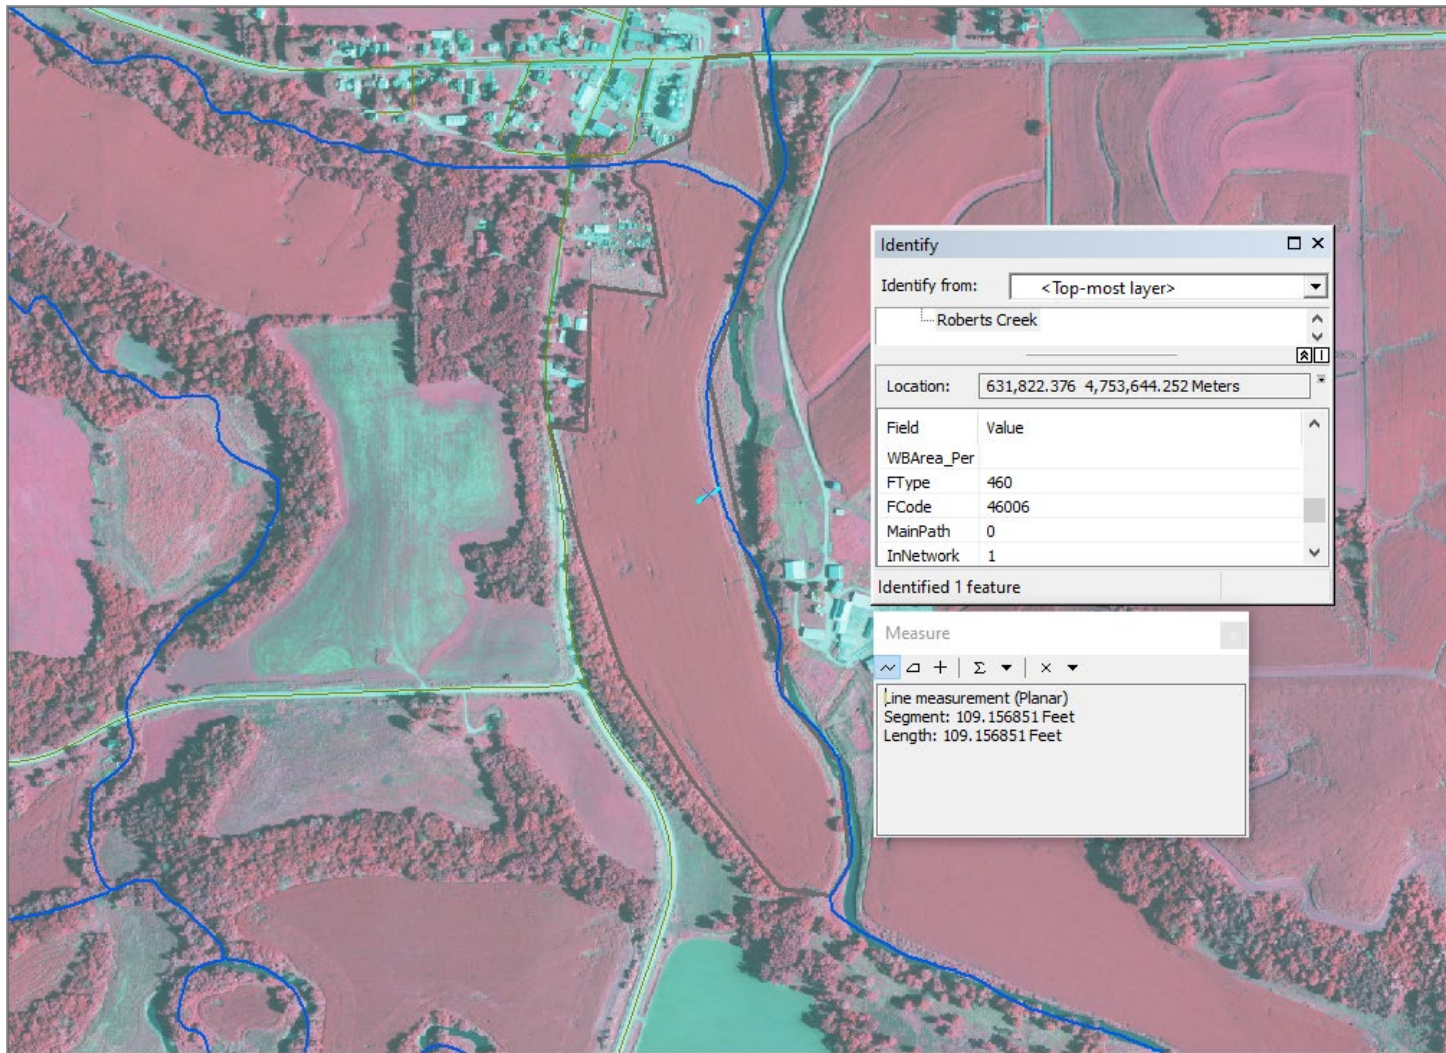 Identify
Identify from: <Top-most layer>
Roberts Creek
Location: 631,822.376 4,753,644.252 Meters
Field Value
WBArea_Per
FType 460
FCode 46006
MainPath 0
InNetwork 1
Identified 1 feature
Measure
Line measurement (Planar)
Segment: 109.156851 Feet
Length: 109.156851 Feet